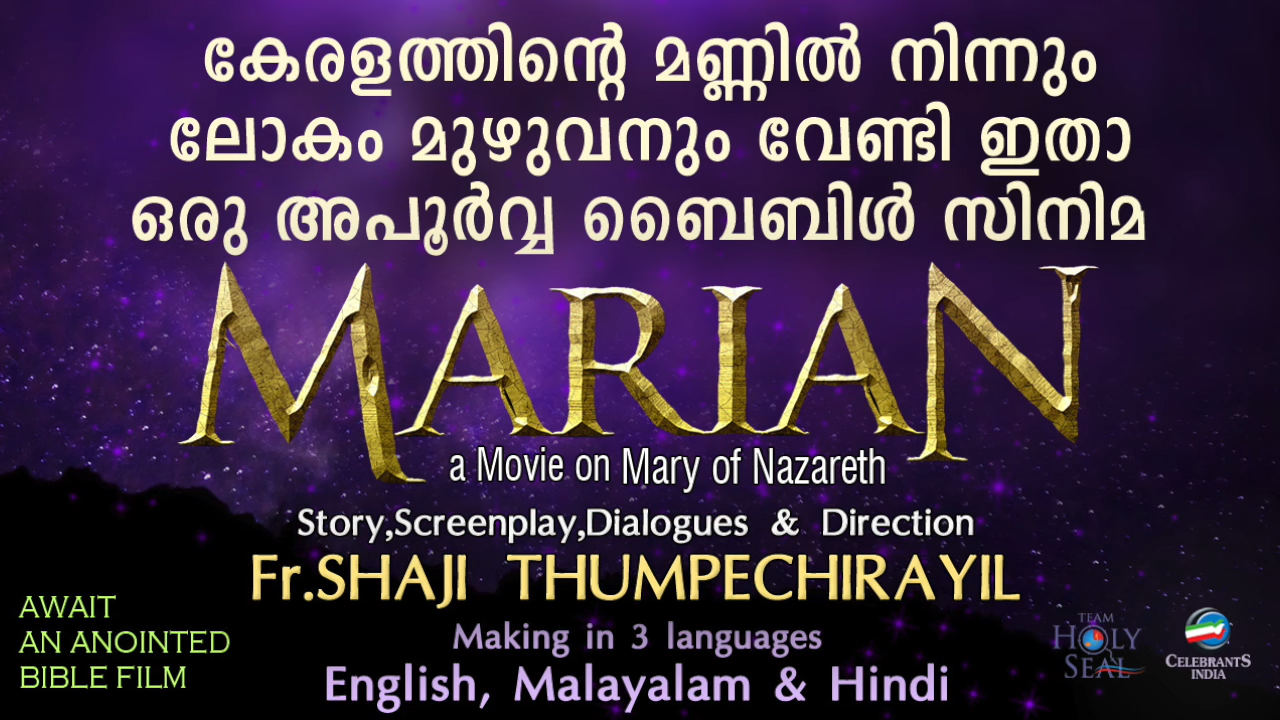 കേരളത്തിന്റെ മണ്ണിൽ നിന്നും
ലോകം മുഴുവനും വേണ്ടി ഇതാ
ഒരു അപൂർവ്വ ബൈബിൾ സിനിമ
MARIAN
a Movie on Mary of Nazareth
Story,Screenplay,Dialogues & Direction
Fr.SHAJI THUMPECHIRAYIL
AWAIT
AN ANOINTED
BIBLE FILM
Making in 3 languages
English, Malayalam & Hindi
TEAM
HOLY
SEAL
CELEBRANTS
INDIA